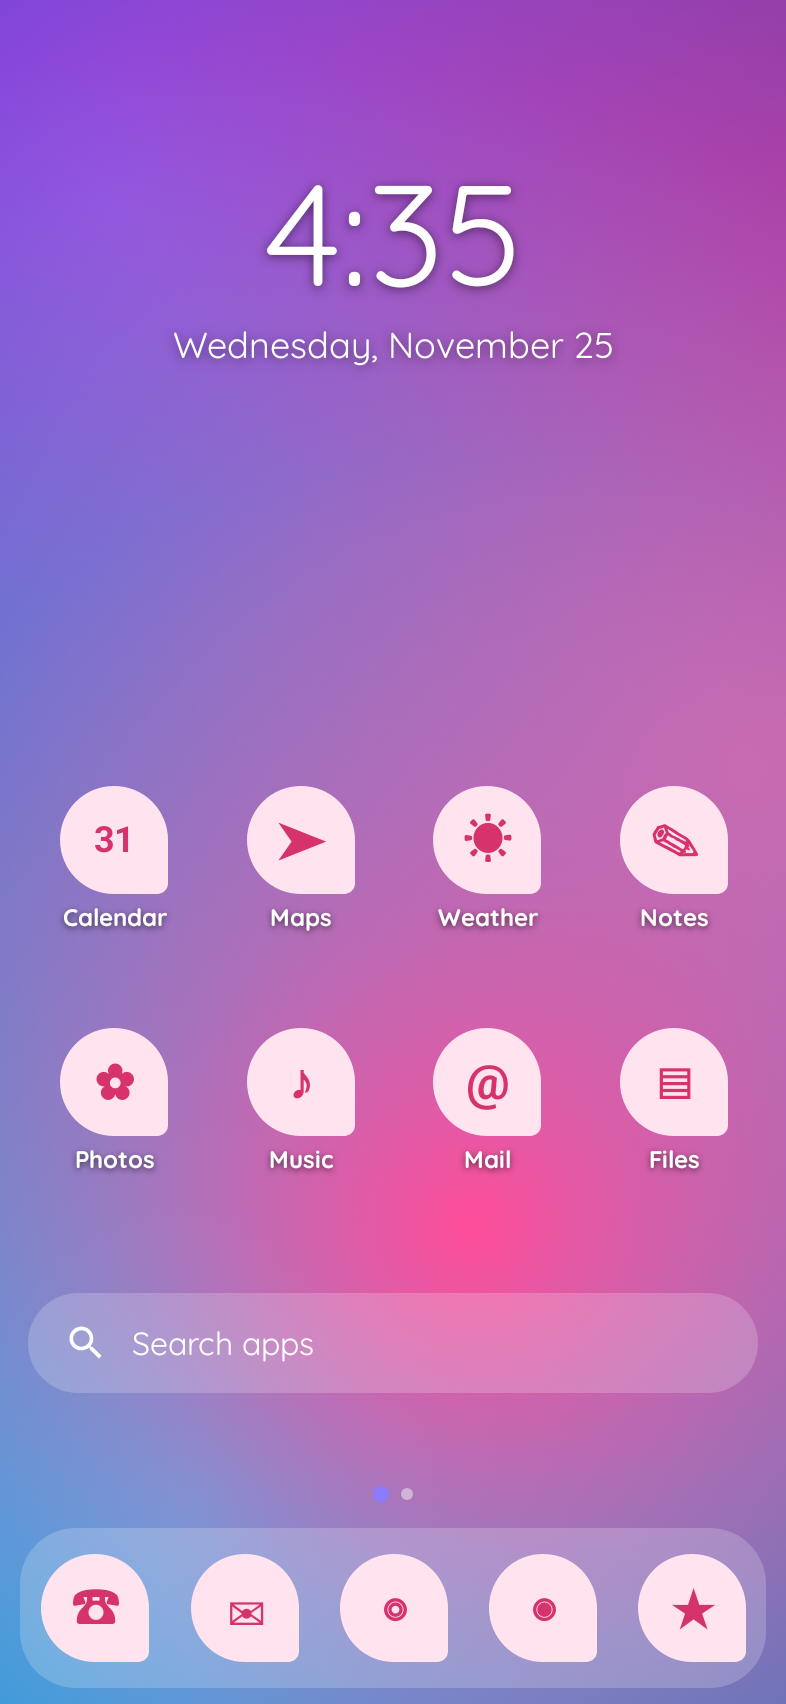 4:35
Wednesday, November 25
31
Calendar Maps Weather Notes
@
Photos Music Mail Files
Search apps